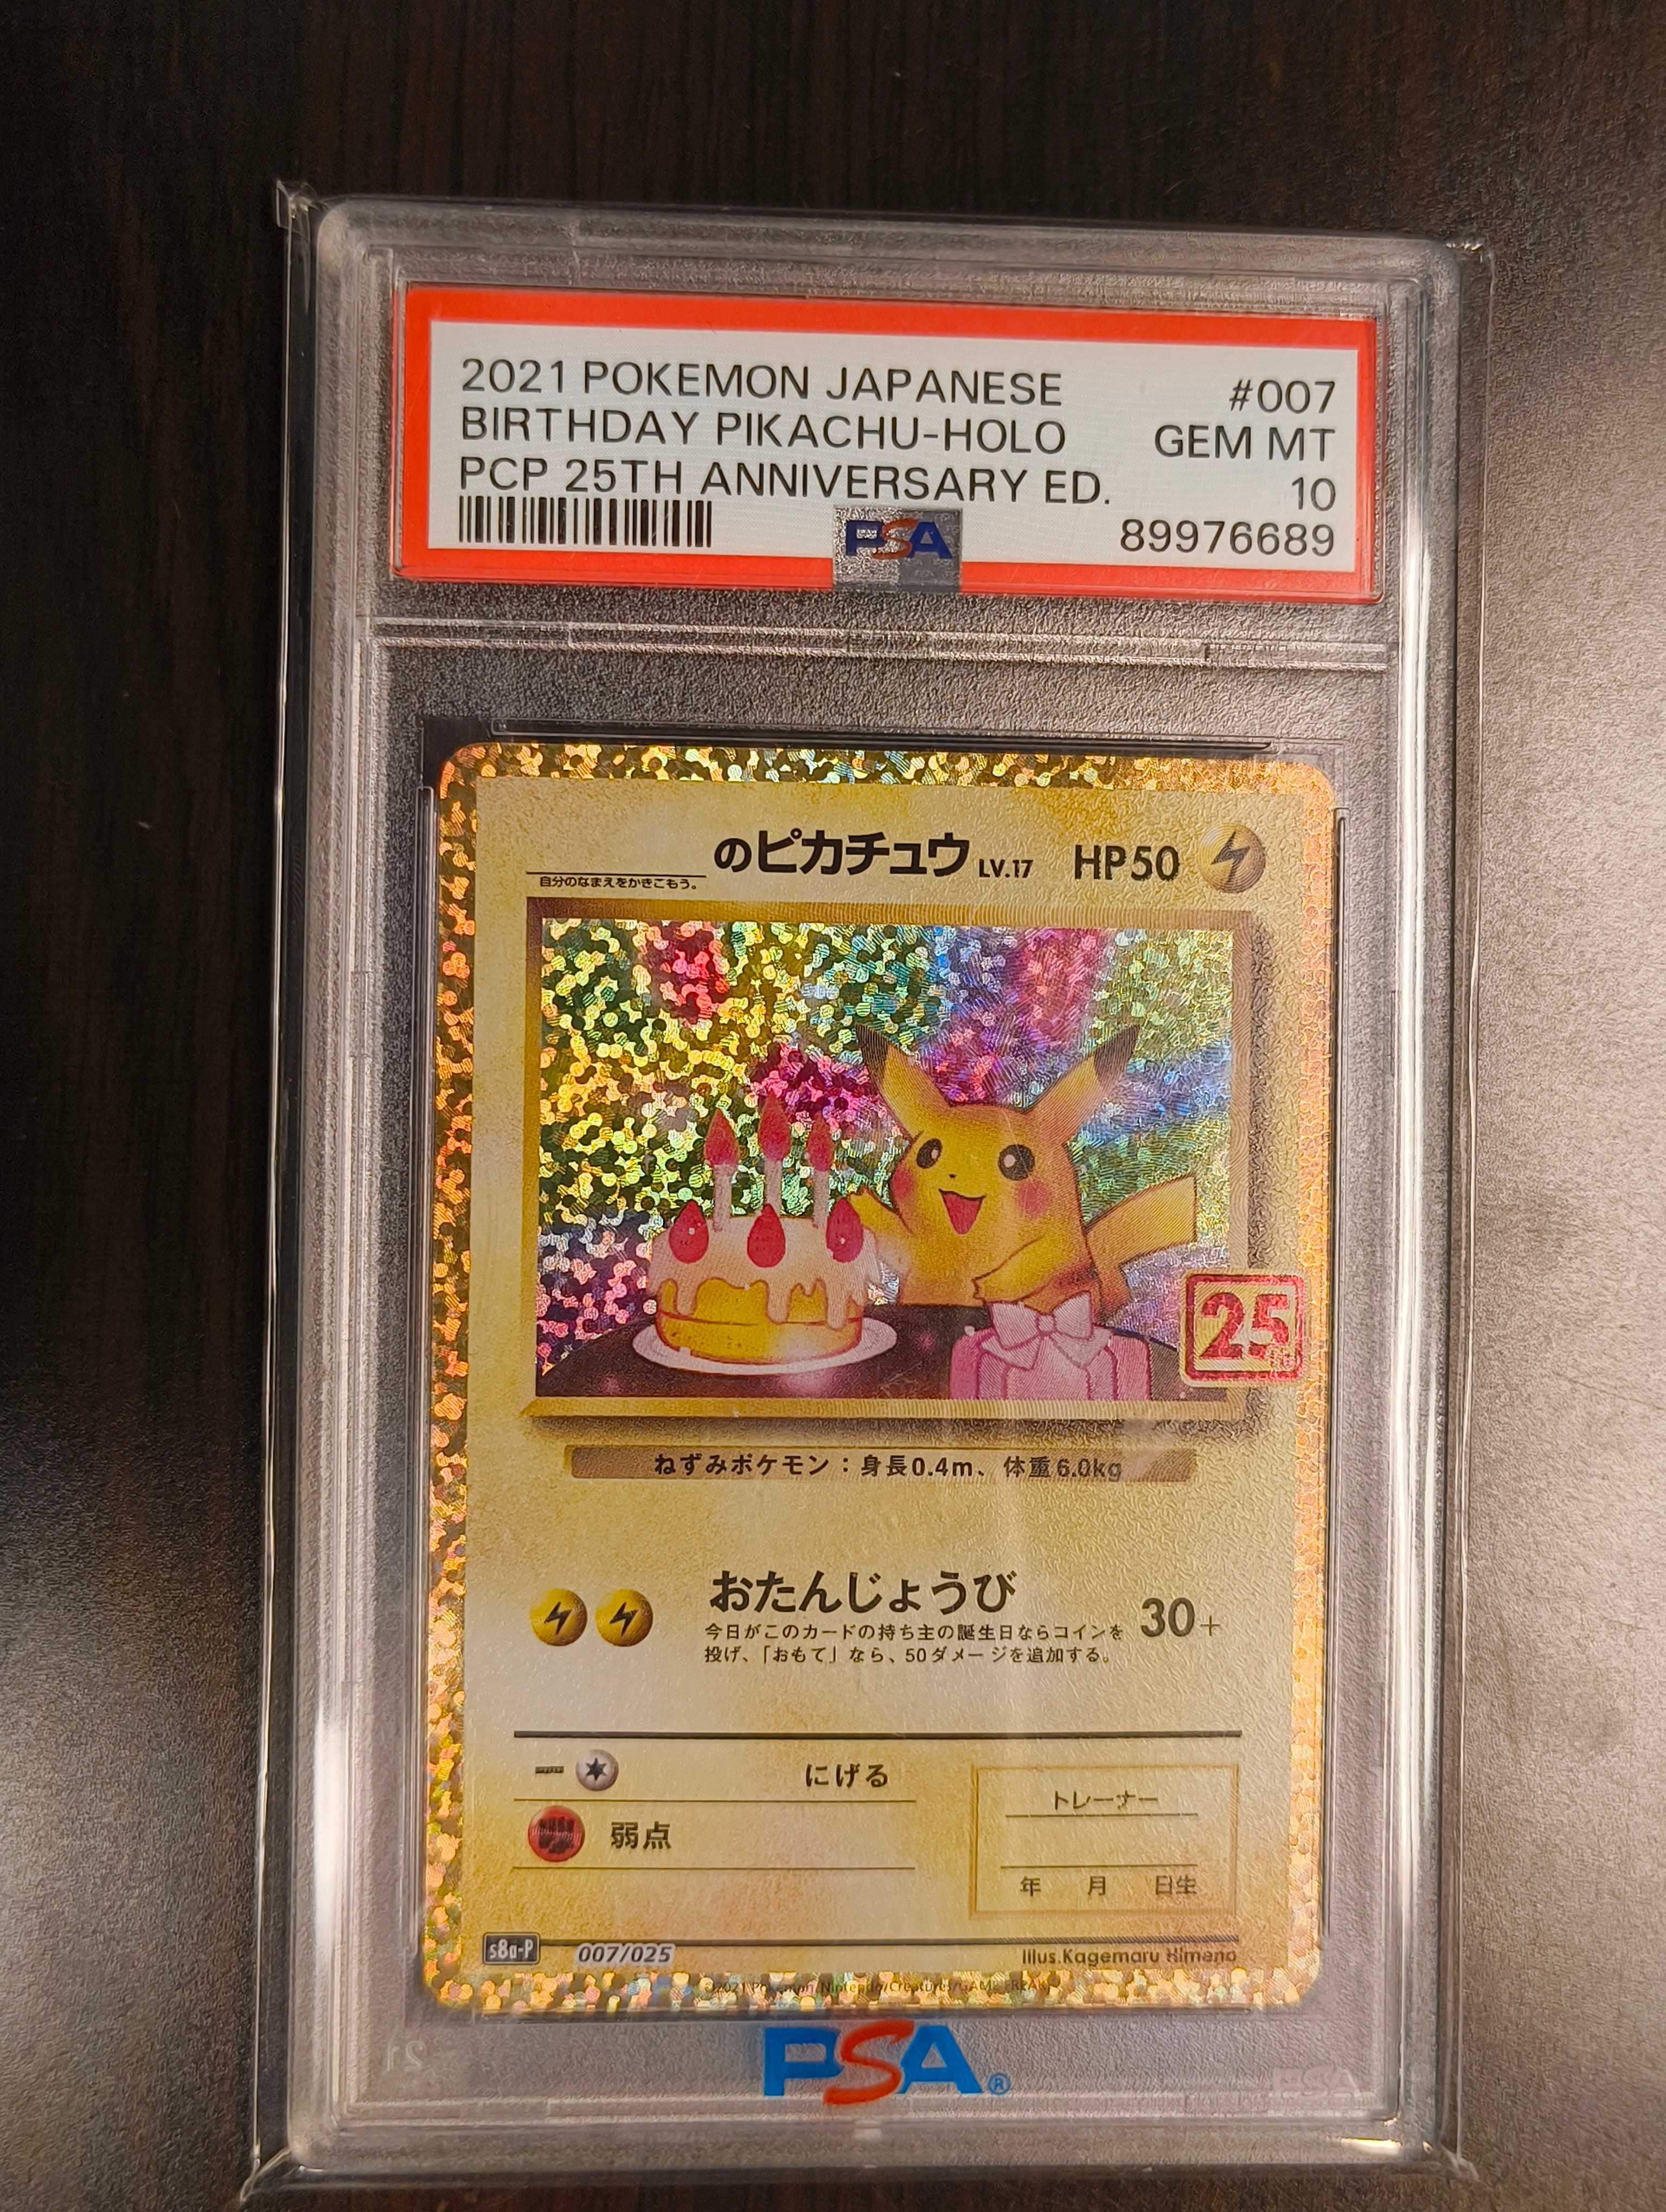 2021 POKEMON JAPANESE #007
BIRTHDAY PIKACHU-HOLO GEM MT
PCP 25TH ANNIVERSARY ED. 10
PSA 89976689
のピカチュウ LV.17 HP50
自分のなまえをかきこもう。
25
ねずみポケモン：身長0.4m、体重6.0kg
おたんじょうび 30+
今日がこのカードの持ち主の誕生日ならコインを
投げ、「おもて」なら、50ダメージを追加する。
にげる
弱点
トレーナー
年 月 日生
s8a-P 007/025 Illus.Kagemaru Himeno
©2021 Pokémon/Nintendo/Creatures/GAME FREAK
PSA®